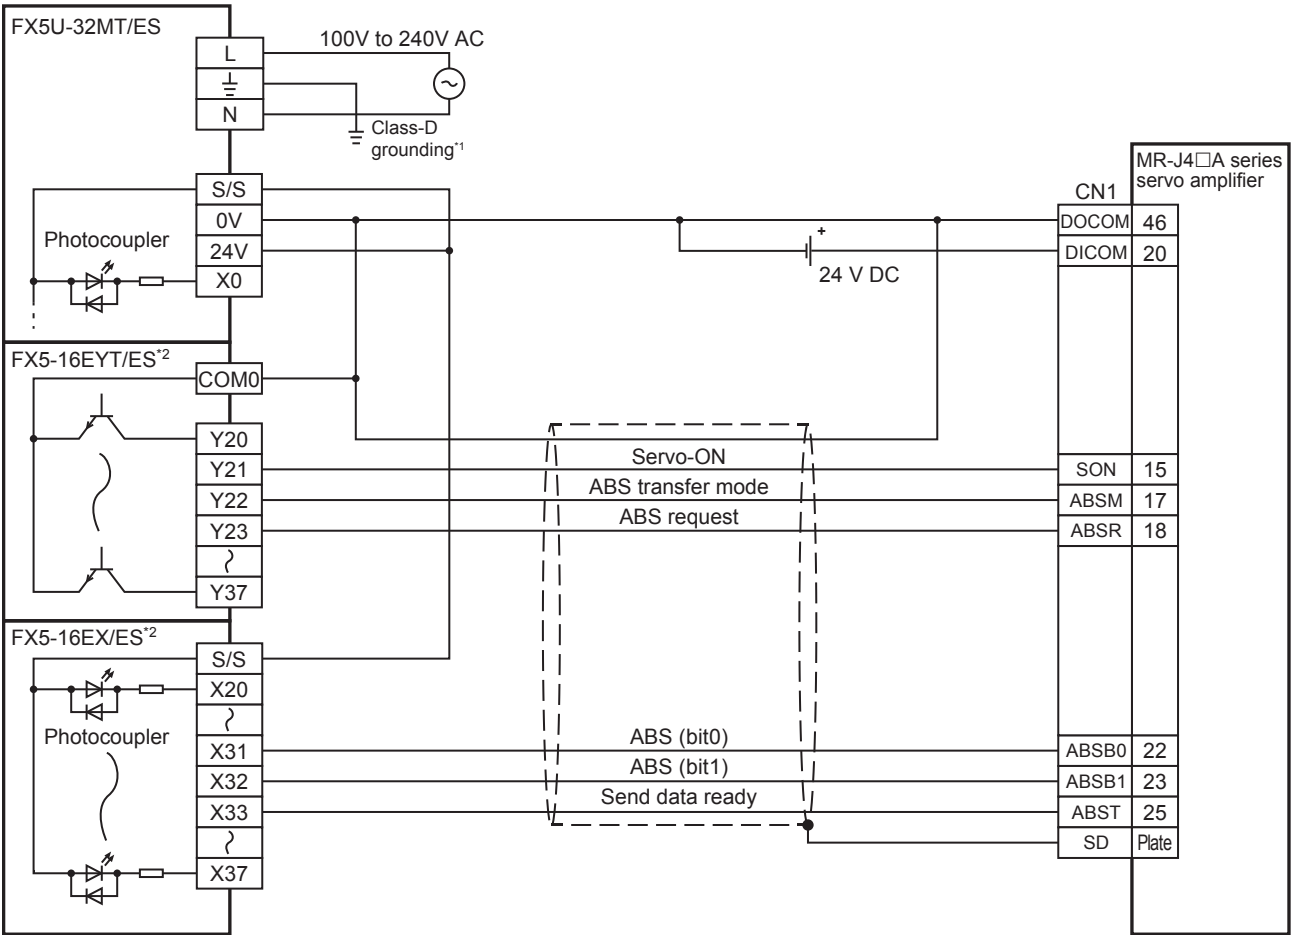 FX5U-32MT/ES
L
N
100V to 240V AC
Class-D
grounding*1
S/S
0V
24V
X0
Photocoupler
24 V DC
+
MR-J4□A series
servo amplifier
CN1
DOCOM 46
DICOM 20
FX5-16EYT/ES*2
COM0
Y20
Y21 Servo-ON SON 15
Y22 ABS transfer mode ABSM 17
Y23 ABS request ABSR 18
Y37
FX5-16EX/ES*2
S/S
X20
Photocoupler
X31 ABS (bit0) ABSB0 22
X32 ABS (bit1) ABSB1 23
X33 Send data ready ABST 25
SD Plate
X37